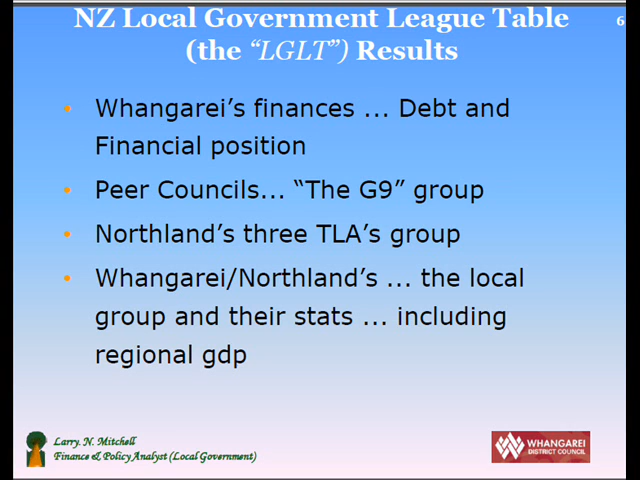 NZ Local Government League Table
6
(the “LGLT”) Results
• Whangarei’s finances ... Debt and
Financial position
• Peer Councils... “The G9” group
• Northland’s three TLA’s group
• Whangarei/Northland’s ... the local
group and their stats ... including
regional gdp
Larry. N. Mitchell
Finance & Policy Analyst (Local Government)
WHANGAREI
DISTRICT COUNCIL